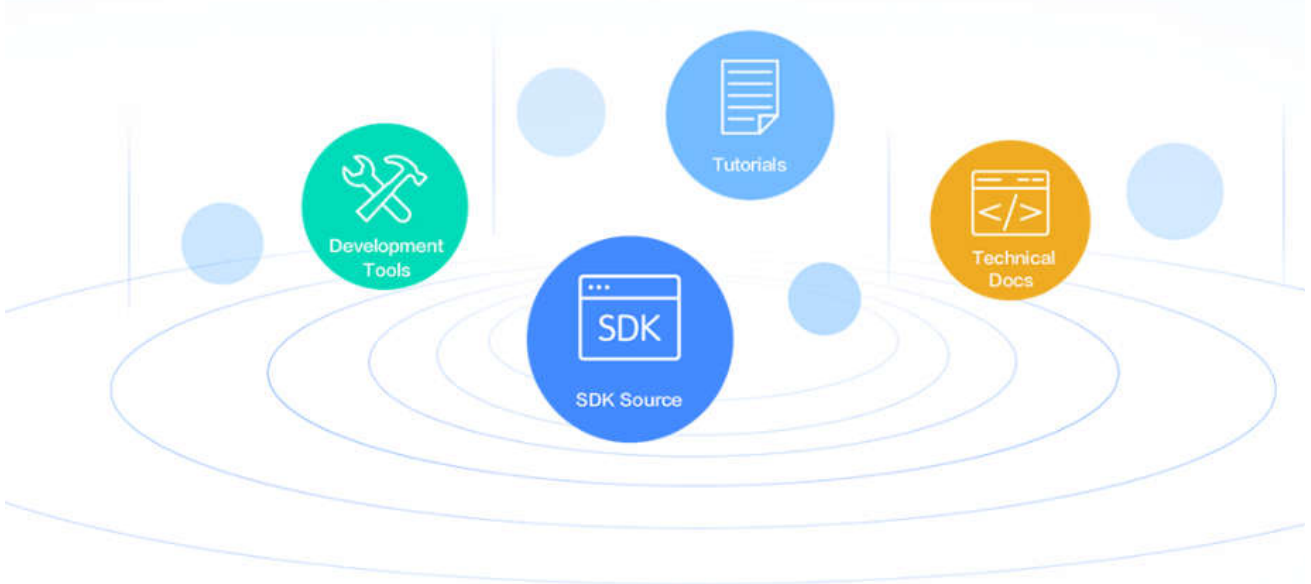 Tutorials
Development
Tools
</>
Technical
Docs
SDK
SDK Source